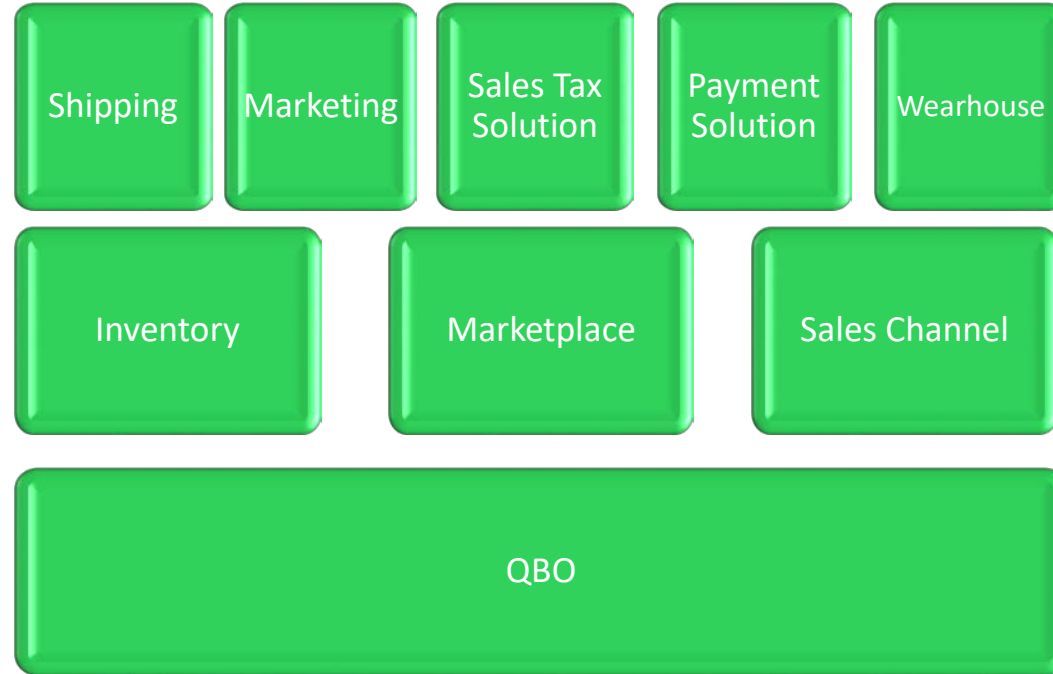 Shipping
Marketing
Sales Tax
Solution
Payment
Solution
Wearhouse
Inventory
Marketplace
Sales Channel
QBO